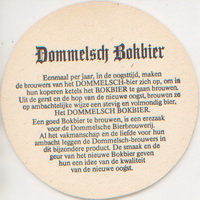 Dommelsch Bokbier
Eenmaal per jaar, in de oogsttijd, maken
de brouwers van het DOMMELSCH-bier zich op, om in
hun koperen ketels het BOKBIER te gaan brouwen.
Uit de gerst en de hop van de nieuwe oogst, brouwen ze op
ambachtelijke wijze een stevig en volmondig bier,
Het DOMMELSCH BOKBIER.
Een goed Bokbier te brouwen, is een erezaak
voor de Dommelsche Bierbrouwerij.
Al het vakmanschap en de liefde voor hun
ambacht leggen de Dommelsch-brouwers in
dit bijzondere product. De smaak en de
geur van het nieuwe Bokbier geven
hun een idee van de kwaliteit
van de nieuwe oogst.